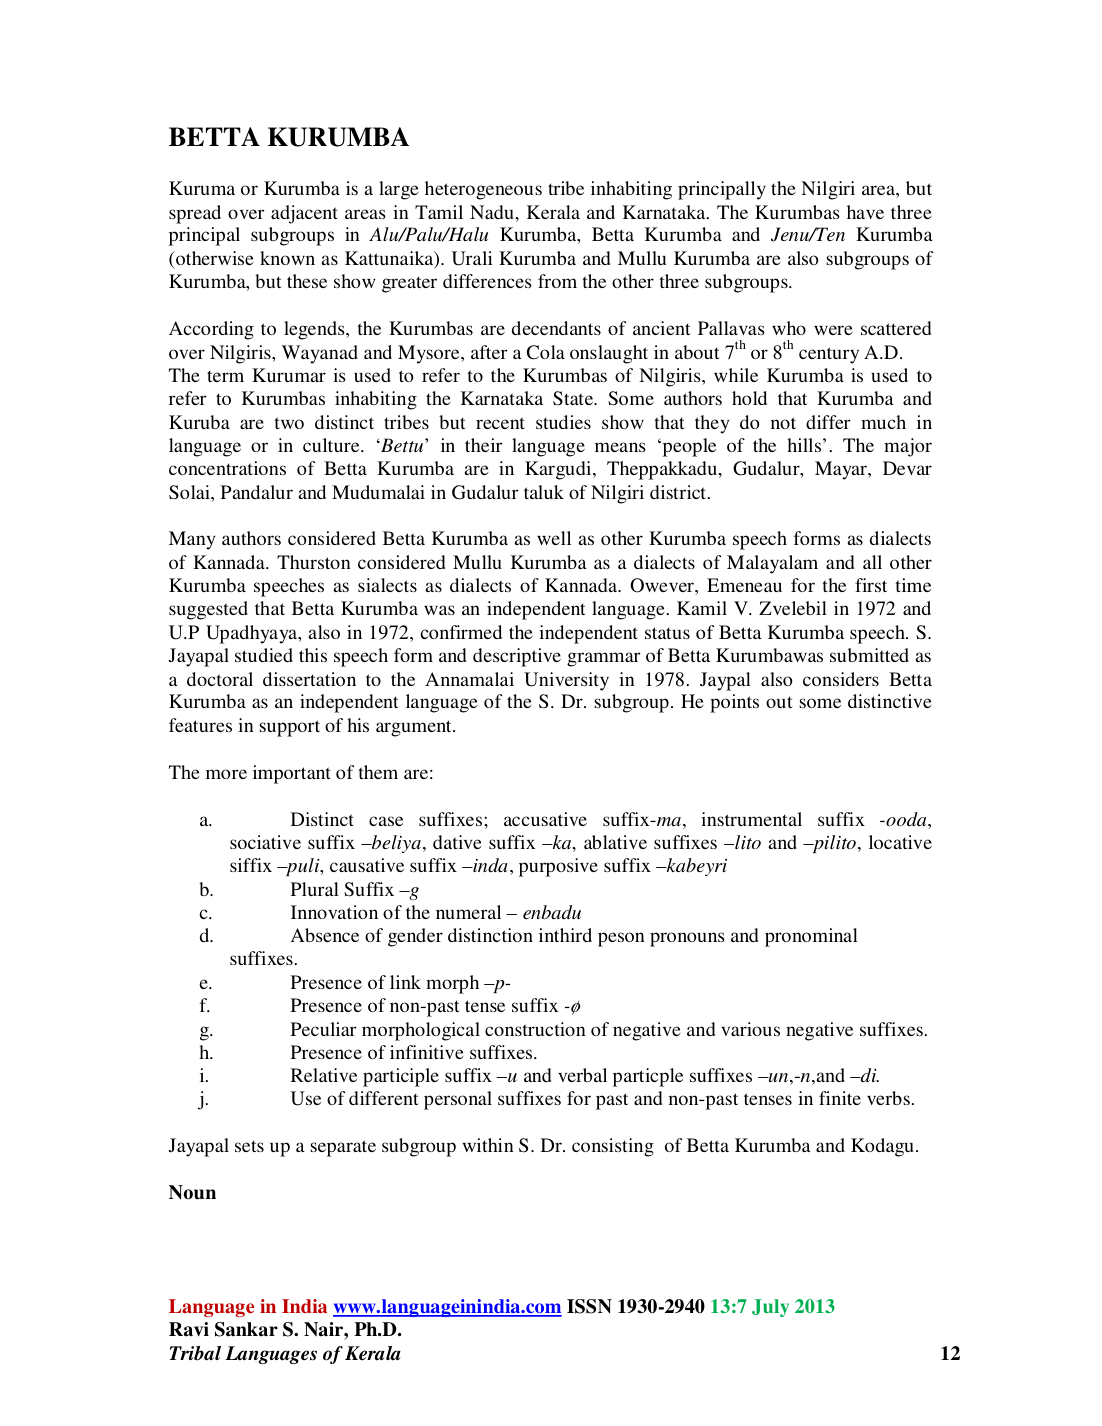 BETTA KURUMBA
Kuruma or Kurumba is a large heterogeneous tribe inhabiting principally the Nilgiri area, but
spread over adjacent areas in Tamil Nadu, Kerala and Karnataka. The Kurumbas have three
principal subgroups in Alu/Palu/Halu Kurumba, Betta Kurumba and Jenu/Ten Kurumba
(otherwise known as Kattunaika). Urali Kurumba and Mullu Kurumba are also subgroups of
Kurumba, but these show greater differences from the other three subgroups.
According to legends, the Kurumbas are decendants of ancient Pallavas who were scattered
over Nilgiris, Wayanad and Mysore, after a Cola onslaught in about 7th or 8th century A.D.
The term Kurumar is used to refer to the Kurumbas of Nilgiris, while Kurumba is used to
refer to Kurumbas inhabiting the Karnataka State. Some authors hold that Kurumba and
Kuruba are two distinct tribes but recent studies show that they do not differ much in
language or in culture. ‘Bettu’ in their language means ‘people of the hills’. The major
concentrations of Betta Kurumba are in Kargudi, Theppakkadu, Gudalur, Mayar, Devar
Solai, Pandalur and Mudumalai in Gudalur taluk of Nilgiri district.
Many authors considered Betta Kurumba as well as other Kurumba speech forms as dialects
of Kannada. Thurston considered Mullu Kurumba as a dialects of Malayalam and all other
Kurumba speeches as sialects as dialects of Kannada. Owever, Emeneau for the first time
suggested that Betta Kurumba was an independent language. Kamil V. Zvelebil in 1972 and
U.P Upadhyaya, also in 1972, confirmed the independent status of Betta Kurumba speech. S.
Jayapal studied this speech form and descriptive grammar of Betta Kurumbawas submitted as
a doctoral dissertation to the Annamalai University in 1978. Jaypal also considers Betta
Kurumba as an independent language of the S. Dr. subgroup. He points out some distinctive
features in support of his argument.
The more important of them are:
a. Distinct case suffixes; accusative suffix-ma, instrumental suffix -ooda,
sociative suffix –beliya, dative suffix –ka, ablative suffixes –lito and –pilito, locative
siffix –puli, causative suffix –inda, purposive suffix –kabeyri
b. Plural Suffix –g
c. Innovation of the numeral – enbadu
d. Absence of gender distinction inthird peson pronouns and pronominal
suffixes.
e. Presence of link morph –p-
f. Presence of non-past tense suffix -ø
g. Peculiar morphological construction of negative and various negative suffixes.
h. Presence of infinitive suffixes.
i. Relative participle suffix –u and verbal particple suffixes –un,-n,and –di.
j. Use of different personal suffixes for past and non-past tenses in finite verbs.
Jayapal sets up a separate subgroup within S. Dr. consisting of Betta Kurumba and Kodagu.
Noun
Language in India www.languageinindia.com ISSN 1930-2940 13:7 July 2013
Ravi Sankar S. Nair, Ph.D.
Tribal Languages of Kerala 12